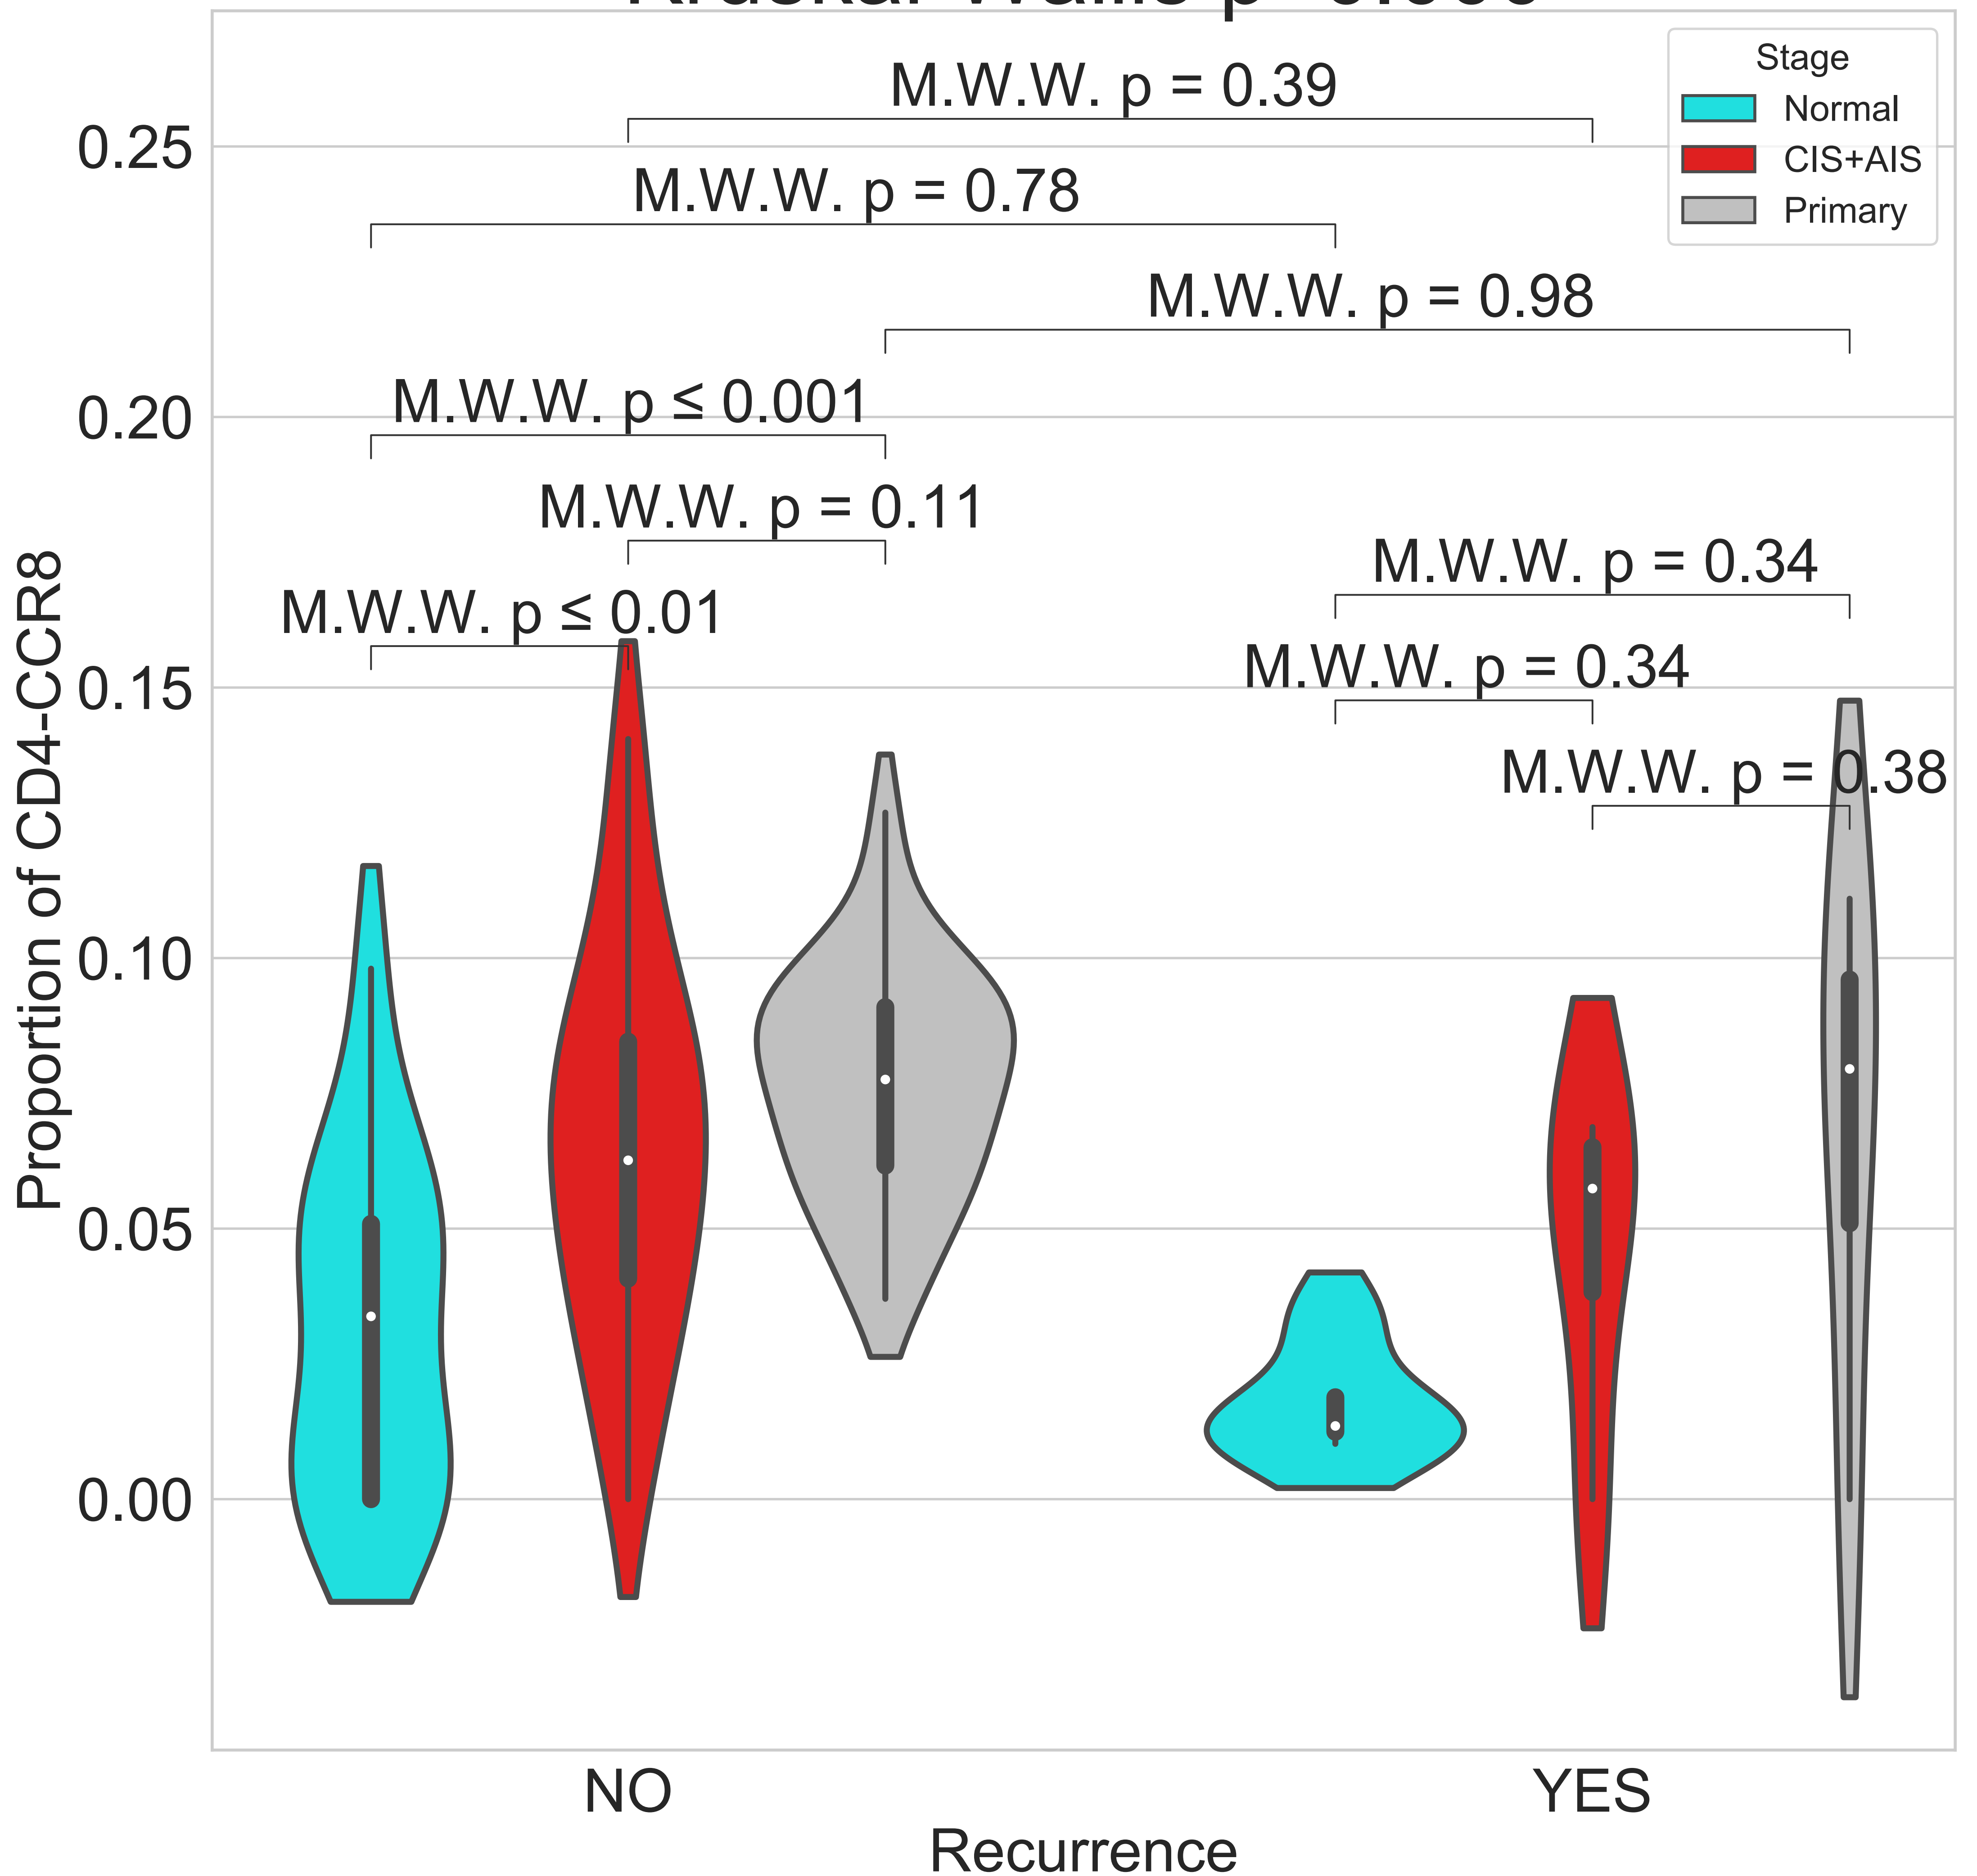 M.W.W. p = 0.39
M.W.W. p = 0.78
M.W.W. p = 0.98
M.W.W. p ≤ 0.001
M.W.W. p = 0.11
M.W.W. p ≤ 0.01
M.W.W. p = 0.34
M.W.W. p = 0.34
M.W.W. p = 0.38
Stage
Normal
CIS+AIS
Primary
Proportion of CD4-CCR8
0.25
0.20
0.15
0.10
0.05
0.00
NO
YES
Recurrence